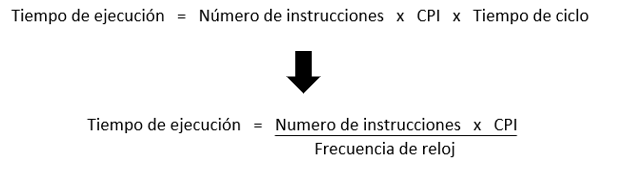 Tiempo de ejecución = Número de instrucciones x CPI x Tiempo de ciclo
Tiempo de ejecución = Numero de instrucciones x CPI
Frecuencia de reloj